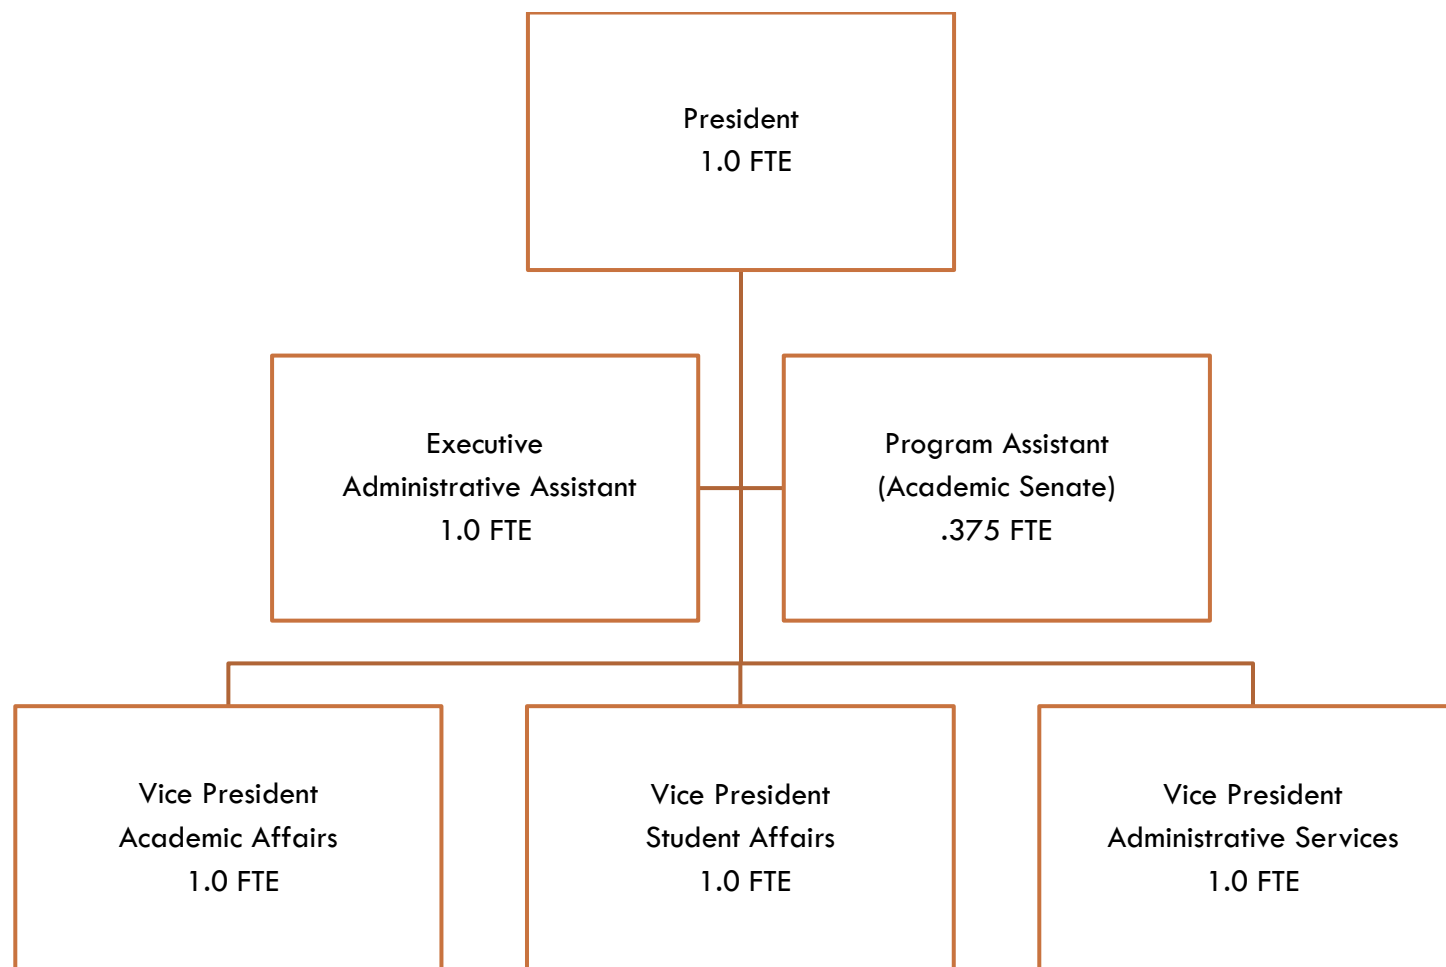 President
1.0 FTE
Executive
Administrative Assistant
1.0 FTE
Program Assistant
(Academic Senate)
.375 FTE
Vice President
Academic Affairs
1.0 FTE
Vice President
Student Affairs
1.0 FTE
Vice President
Administrative Services
1.0 FTE